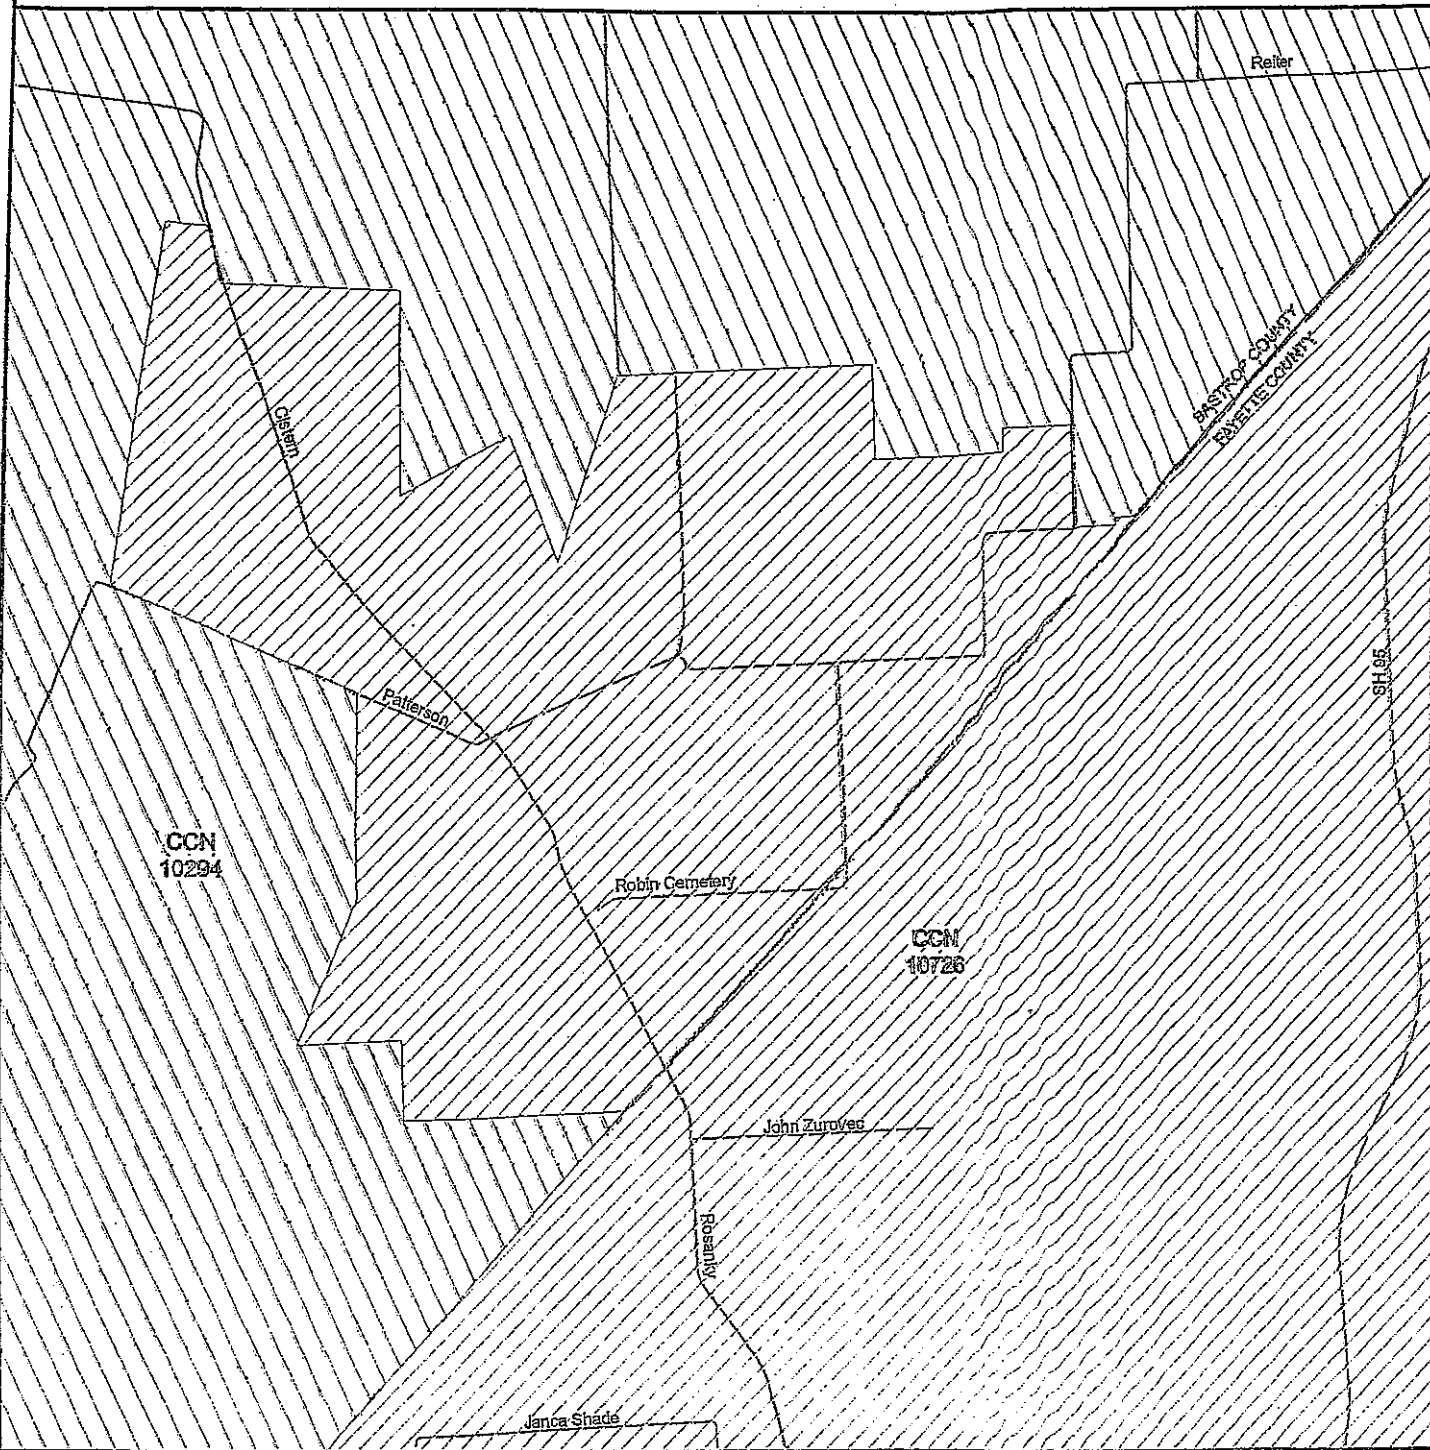 Reiter
BASTROP COUNTY
FAYETTE COUNTY
Cistern
SH 95
Patterson
CCN
10294
Robin Cemetery
CCN
10726
John Zurovec
Rosanky
Janca Shade